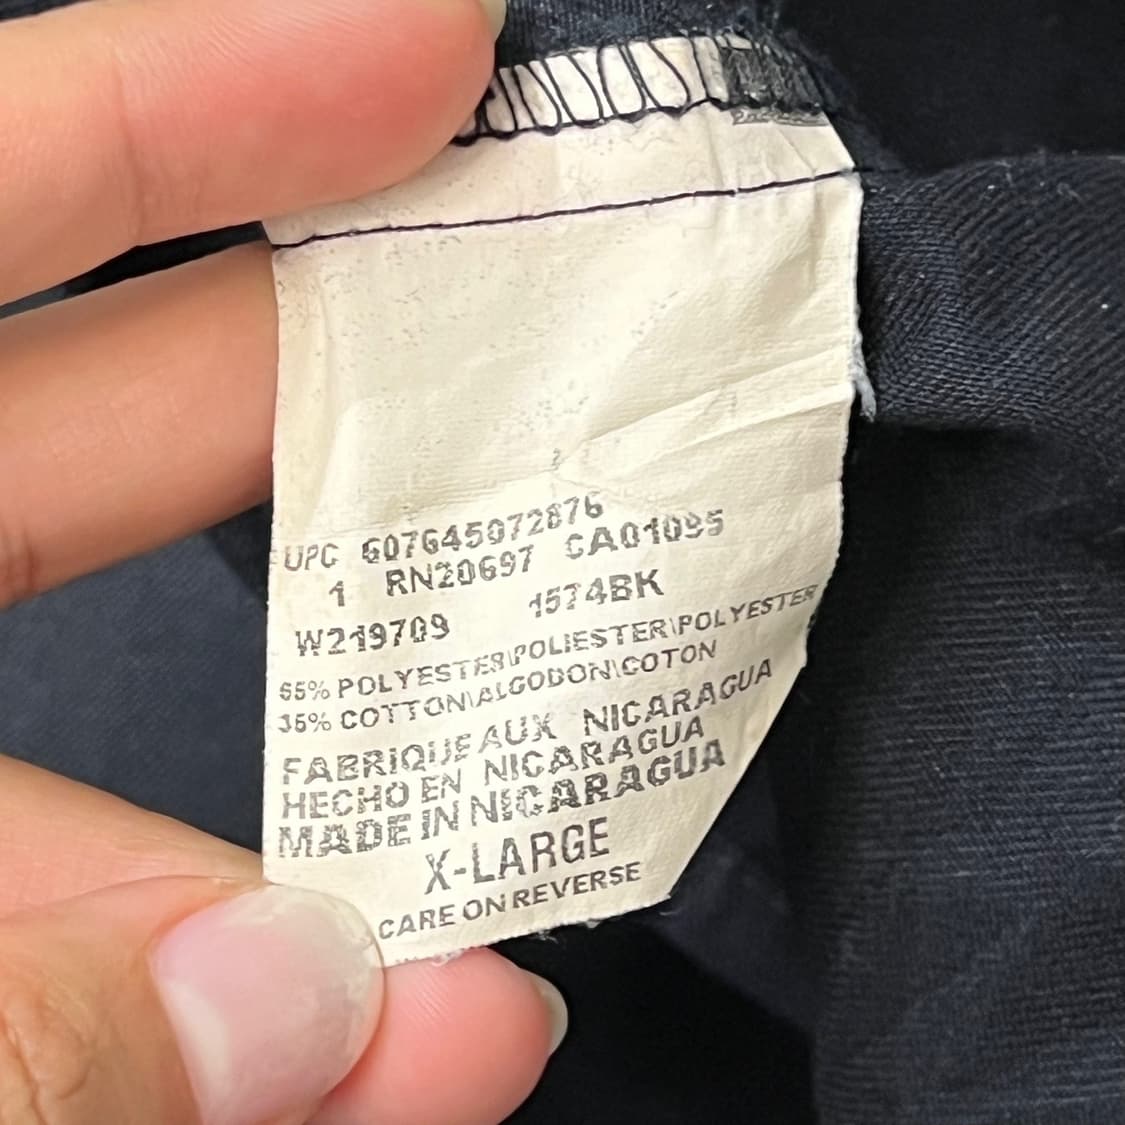 UPC 607645072876
1 RN20697 CA01095
W219709 1574BK
65% POLYESTER\POLIESTER\POLYESTER
35% COTTON\ALGODON\COTON
FABRIQUE AUX NICARAGUA
HECHO EN NICARAGUA
MADE IN NICARAGUA
X-LARGE
CARE ON REVERSE